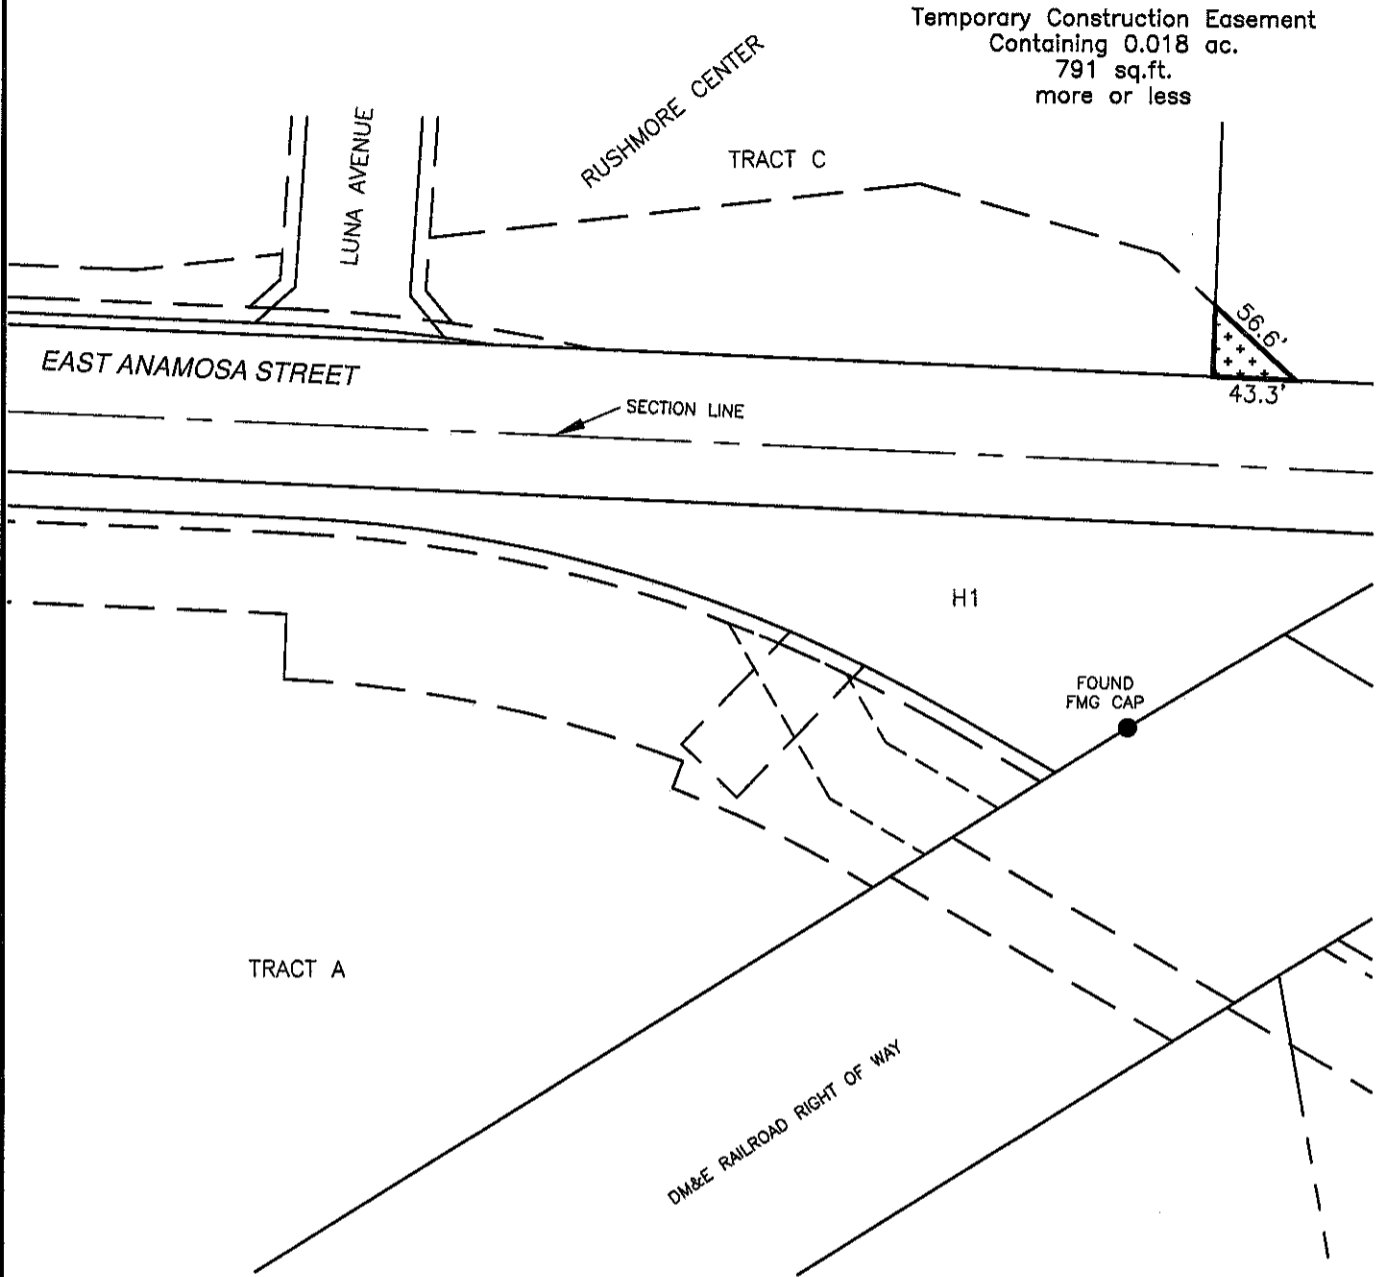 Temporary Construction Easement
Containing 0.018 ac.
791 sq.ft.
more or less
RUSHMORE CENTER
TRACT C
LUNA AVENUE
56.6'
43.3'
EAST ANAMOSA STREET
SECTION LINE
H1
FOUND
FMG CAP
TRACT A
DM&E RAILROAD RIGHT OF WAY